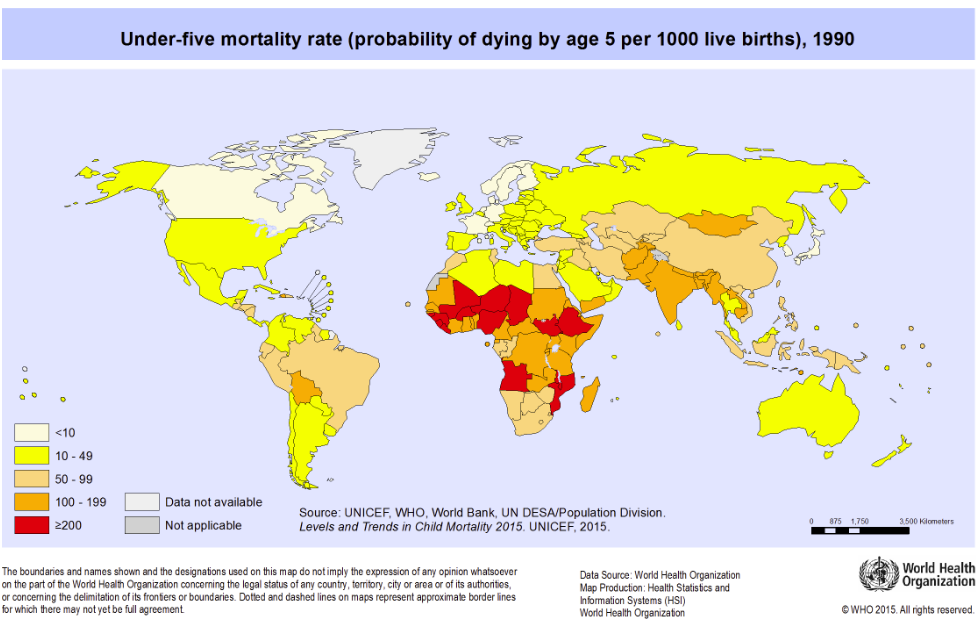 Under-five mortality rate (probability of dying by age 5 per 1000 live births), 1990
<10
10 - 49
50 - 99
100 - 199
≥200
Data not available
Not applicable
Source: UNICEF, WHO, World Bank, UN DESA/Population Division.
Levels and Trends in Child Mortality 2015. UNICEF, 2015.
0 875 1,750 3,500 Kilometers
The boundaries and names shown and the designations used on this map do not imply the expression of any opinion whatsoever
on the part of the World Health Organization concerning the legal status of any country, territory, city or area or of its authorities,
or concerning the delimitation of its frontiers or boundaries. Dotted and dashed lines on maps represent approximate border lines
for which there may not yet be full agreement.
Data Source: World Health Organization
Map Production: Health Statistics and
Information Systems (HSI)
World Health Organization
World Health
Organization
© WHO 2015. All rights reserved.